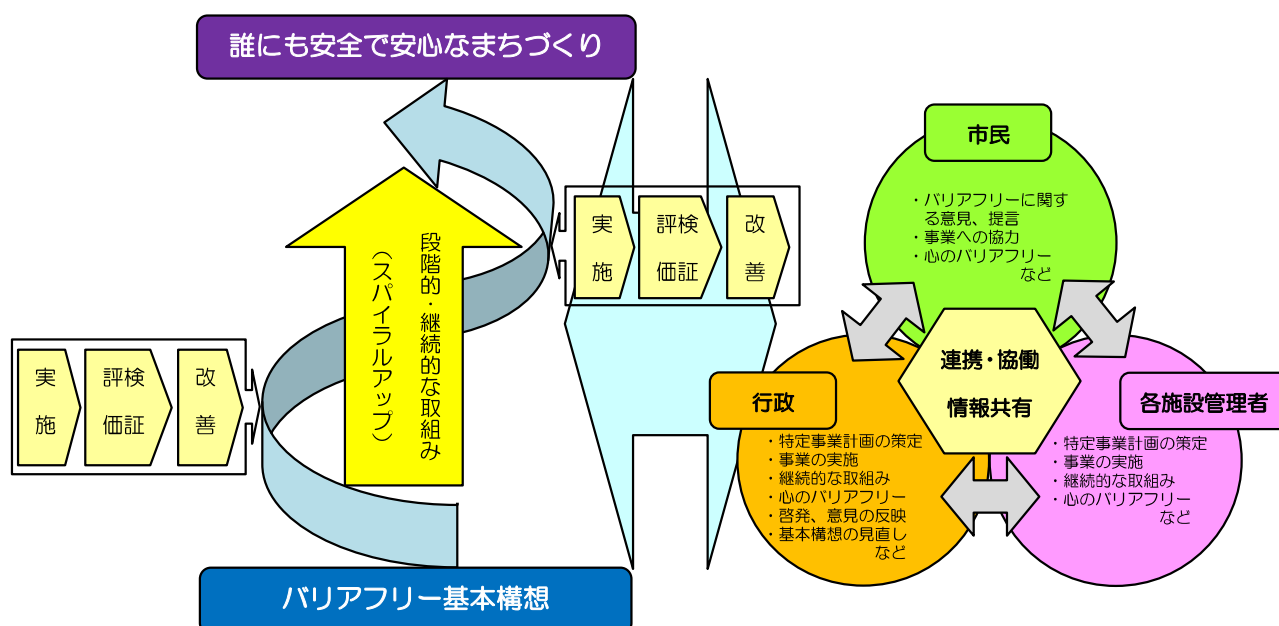 誰にも安全で安心なまちづくり
段階的・継続的な取組み
（スパイラルアップ）
実施
評価
検証
改善
実施
評価
検証
改善
バリアフリー基本構想
市民
・バリアフリーに関す
る意見、提言
・事業への協力
・心のバリアフリー
など
連携・協働
情報共有
行政
・特定事業計画の策定
・事業の実施
・継続的な取組み
・心のバリアフリー
・啓発、意見の反映
・基本構想の見直し
など
各施設管理者
・特定事業計画の策定
・事業の実施
・継続的な取組み
・心のバリアフリー
など